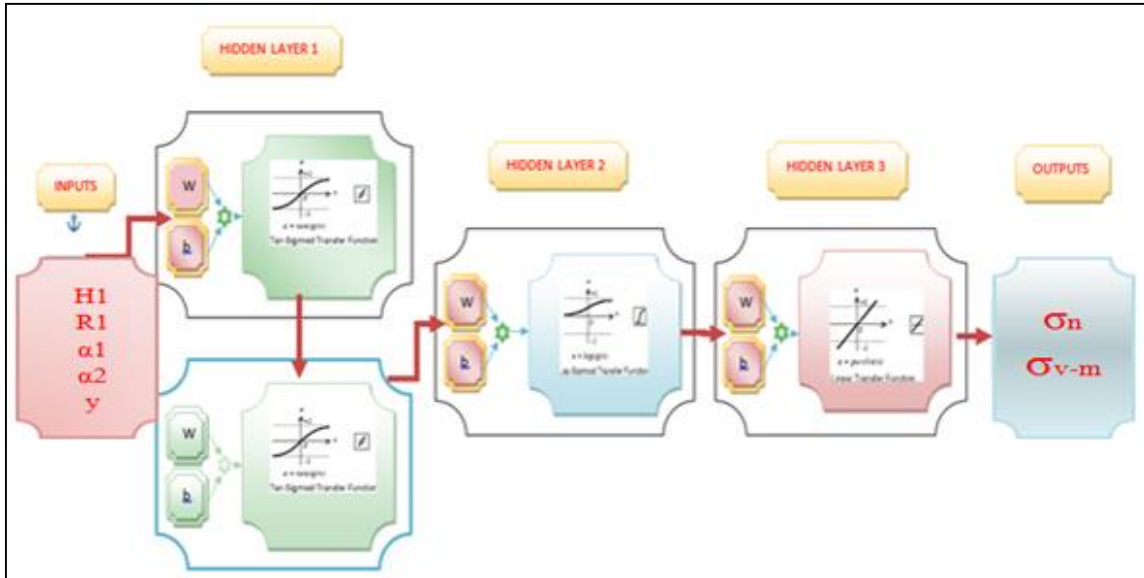 HIDDEN LAYER 1
INPUTS
H1
R1
α1
α2
y
W
b
Tan-Sigmoid Transfer Function
W
b
Tan-Sigmoid Transfer Function
HIDDEN LAYER 2
W
b
Sigmoid Transfer Function
HIDDEN LAYER 3
W
b
Linear Transfer Function
OUTPUTS
σn
σv-m